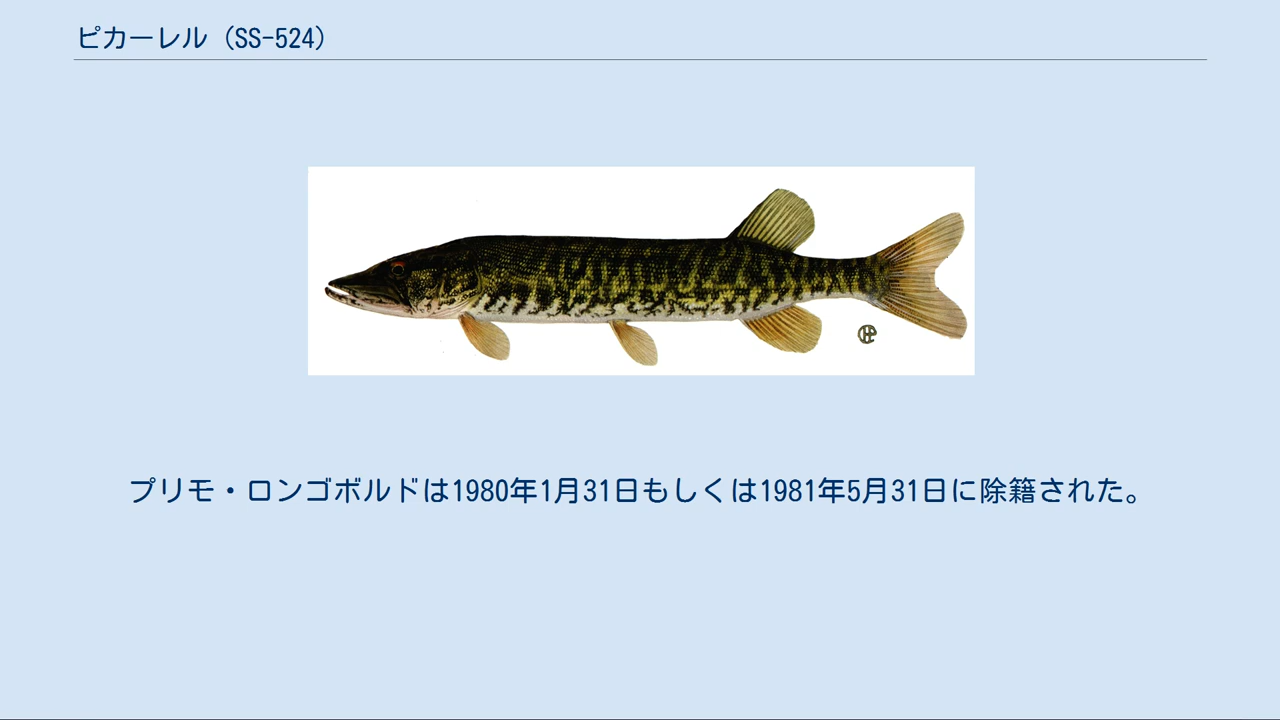 ピカーレル（SS-524）
プリモ・ロンゴボルドは1980年1月31日もしくは1981年5月31日に除籍された。